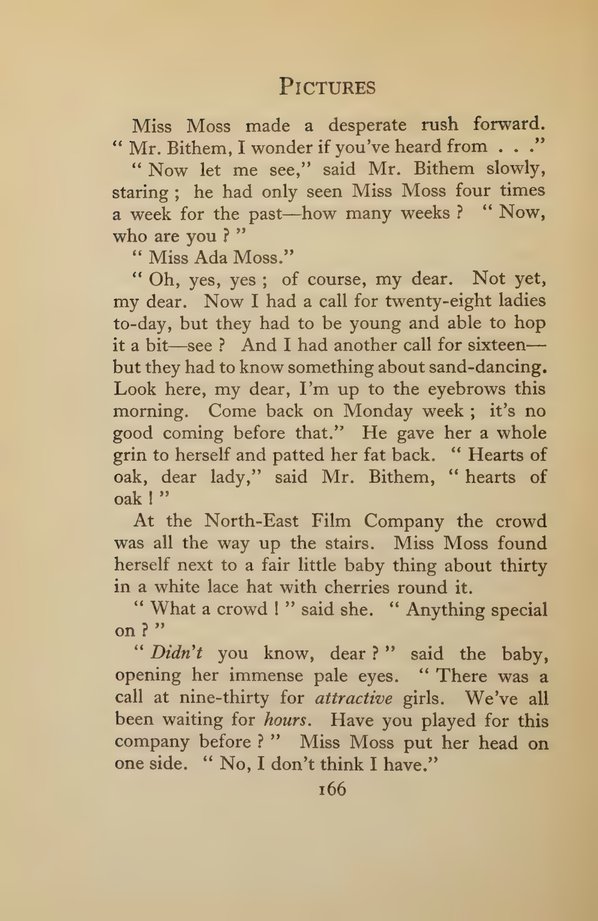 PICTURES
Miss Moss made a desperate rush forward.
“ Mr. Bithem, I wonder if you've heard from . . .”
“ Now let me see,” said Mr. Bithem slowly,
staring ; he had only seen Miss Moss four times
a week for the past—how many weeks ? “ Now,
who are you ? ”
“ Miss Ada Moss.”
“ Oh, yes, yes ; of course, my dear. Not yet,
my dear. Now I had a call for twenty-eight ladies
to-day, but they had to be young and able to hop
it a bit—see ? And I had another call for sixteen—
but they had to know something about sand-dancing.
Look here, my dear, I'm up to the eyebrows this
morning. Come back on Monday week ; it's no
good coming before that.” He gave her a whole
grin to herself and patted her fat back. “ Hearts of
oak, dear lady,” said Mr. Bithem, “ hearts of
oak ! ”
At the North-East Film Company the crowd
was all the way up the stairs. Miss Moss found
herself next to a fair little baby thing about thirty
in a white lace hat with cherries round it.
“ What a crowd ! ” said she. “ Anything special
on ? ”
“ Didn't you know, dear ? ” said the baby,
opening her immense pale eyes. “ There was a
call at nine-thirty for attractive girls. We've all
been waiting for hours. Have you played for this
company before ? ” Miss Moss put her head on
one side. “ No, I don't think I have.”
166